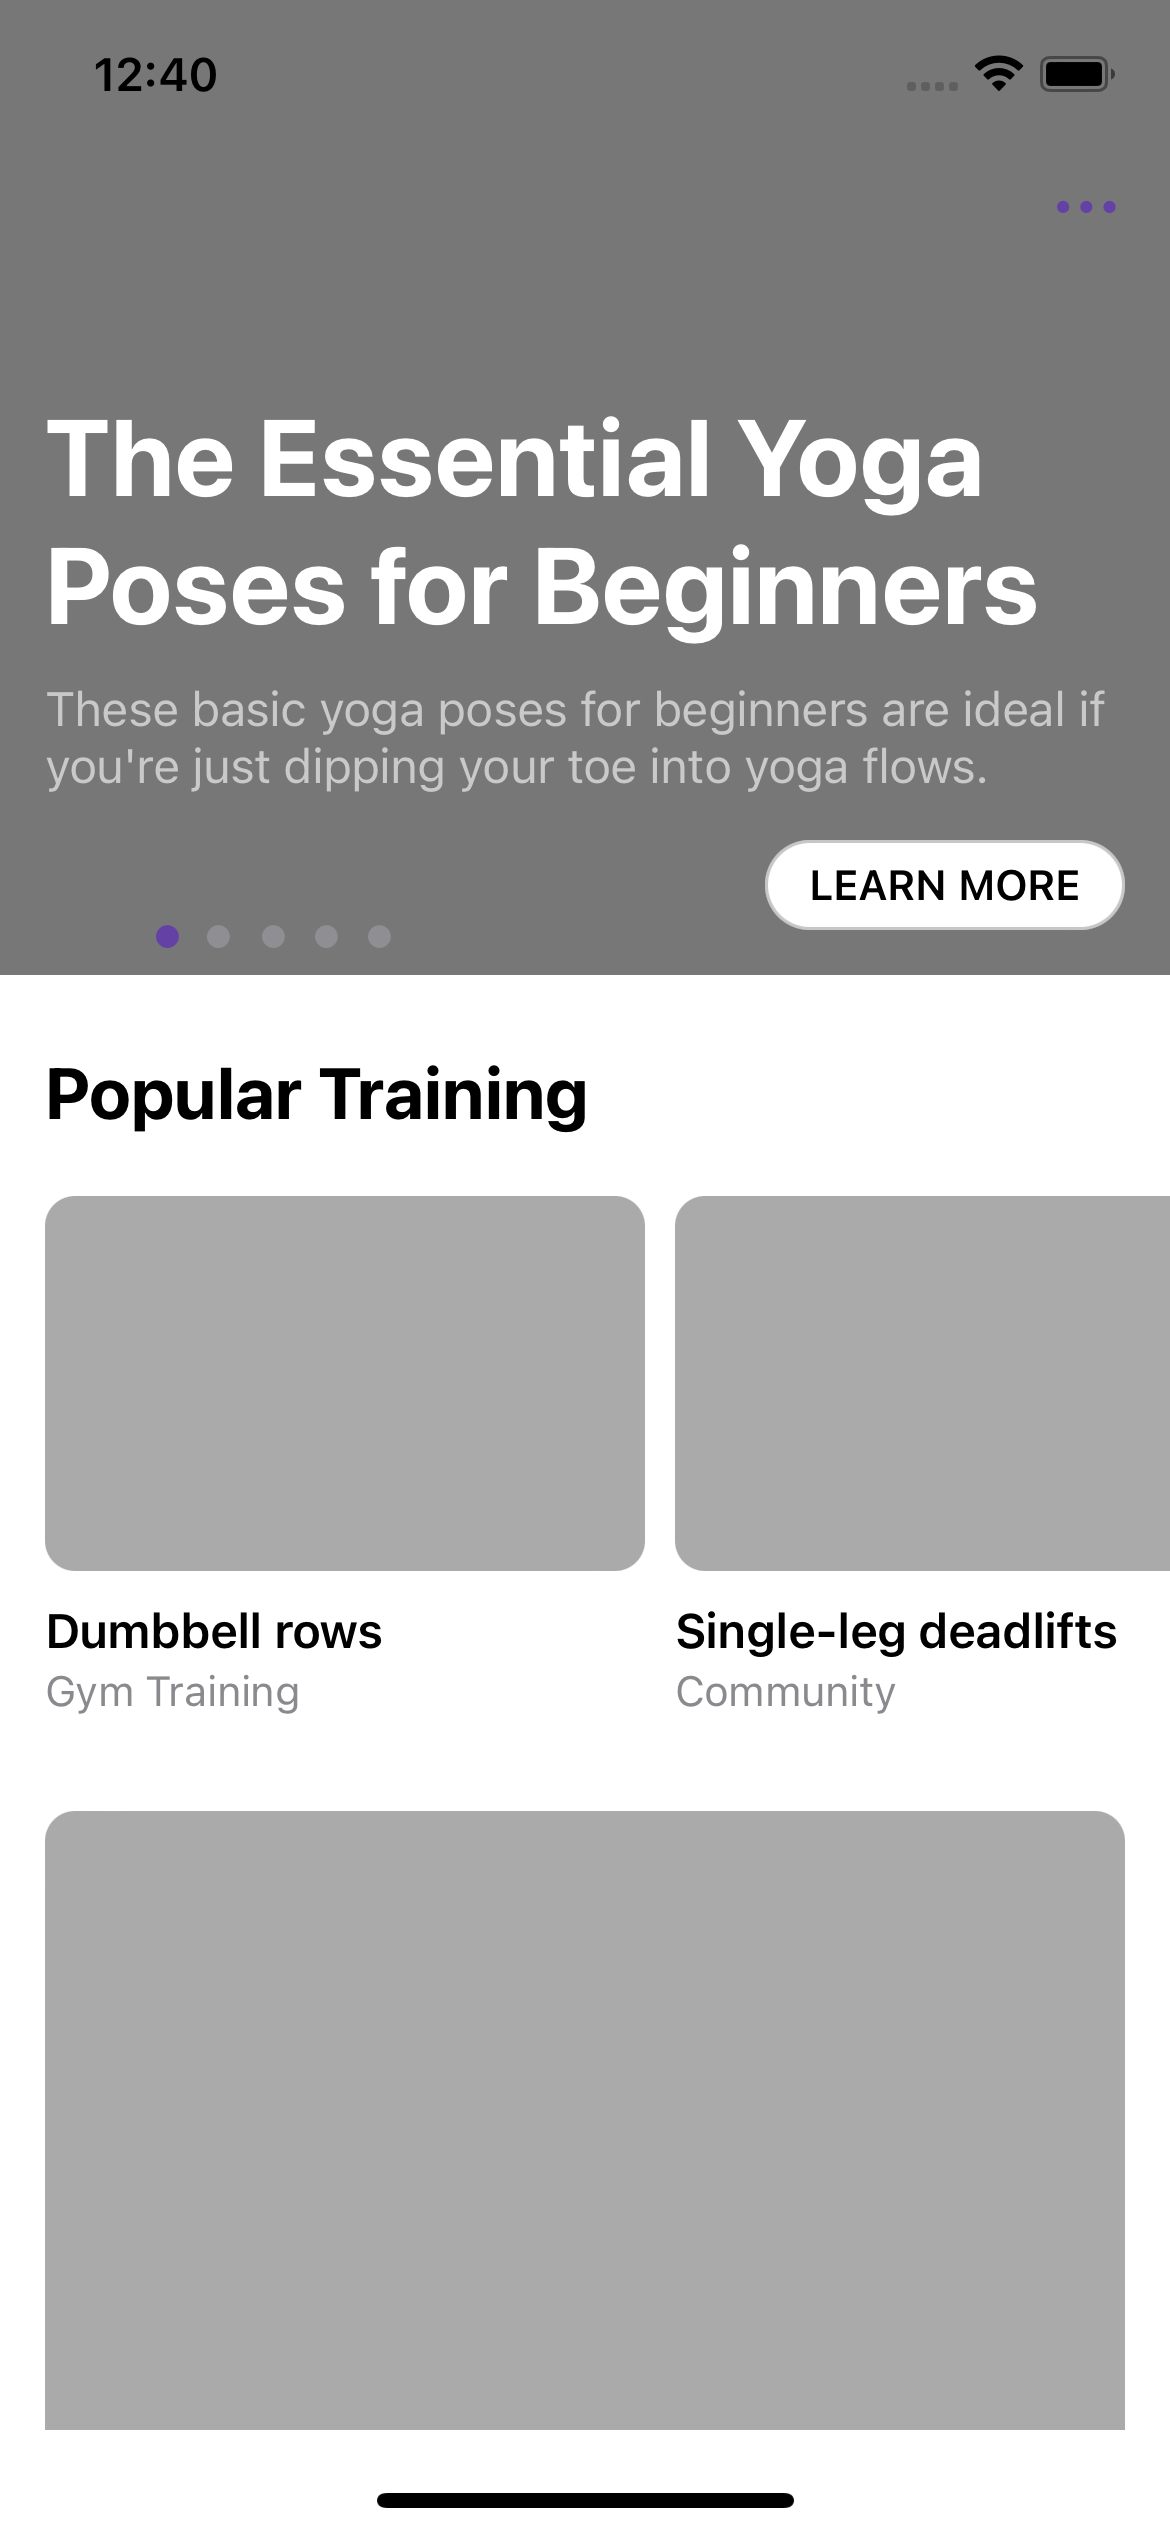 12:40
The Essential Yoga
Poses for Beginners
These basic yoga poses for beginners are ideal if
you're just dipping your toe into yoga flows.
LEARN MORE
Popular Training
Dumbbell rows
Gym Training
Single-leg deadlifts
Community